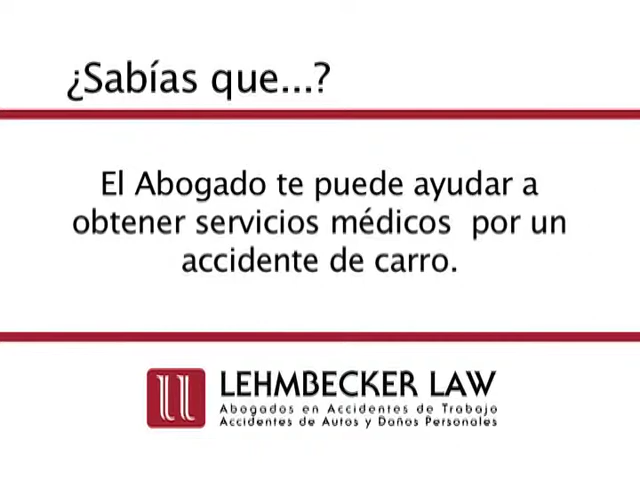 ¿Sabías que...?
El Abogado te puede ayudar a
obtener servicios médicos por un
accidente de carro.
LEHMBECKER LAW
Abogados en Accidentes de Trabajo
Accidentes de Autos y Daños Personales